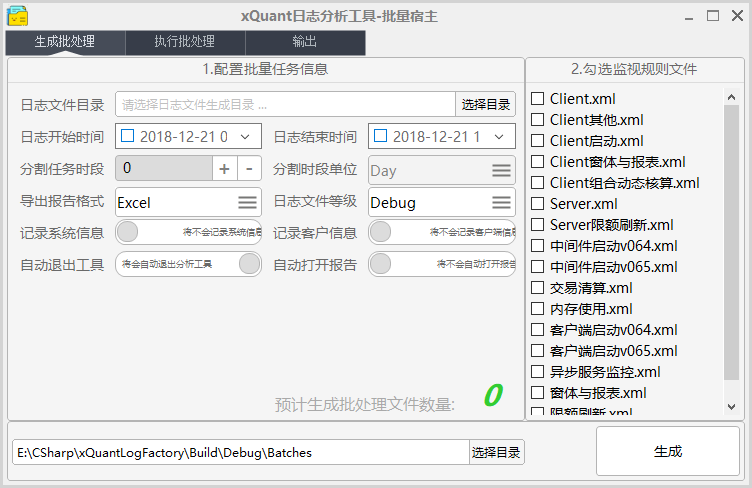 xQuant日志分析工具-批量宿主
生成批处理 执行批处理 输出
1.配置批量任务信息
日志文件目录 请选择日志文件生成目录 ... 选择目录
日志开始时间 2018-12-21 0 日志结束时间 2018-12-21 1
分割任务时段 0 + - 分割时段单位 Day
导出报告格式 Excel 日志文件等级 Debug
记录系统信息 将不会记录系统信息 记录客户信息 将不会记录客户端信息
自动退出工具 将会自动退出分析工具 自动打开报告 将不会自动打开报告
预计生成批处理文件数量: 0
2.勾选监视规则文件
Client.xml
Client其他.xml
Client启动.xml
Client窗体与报表.xml
Client组合动态核算.xml
Server.xml
Server限额刷新.xml
中间件启动v064.xml
中间件启动v065.xml
交易清算.xml
内存使用.xml
客户端启动v064.xml
客户端启动v065.xml
异步服务监控.xml
窗体与报表.xml
限额刷新.xml
E:\CSharp\xQuantLogFactory\Build\Debug\Batches 选择目录
生成